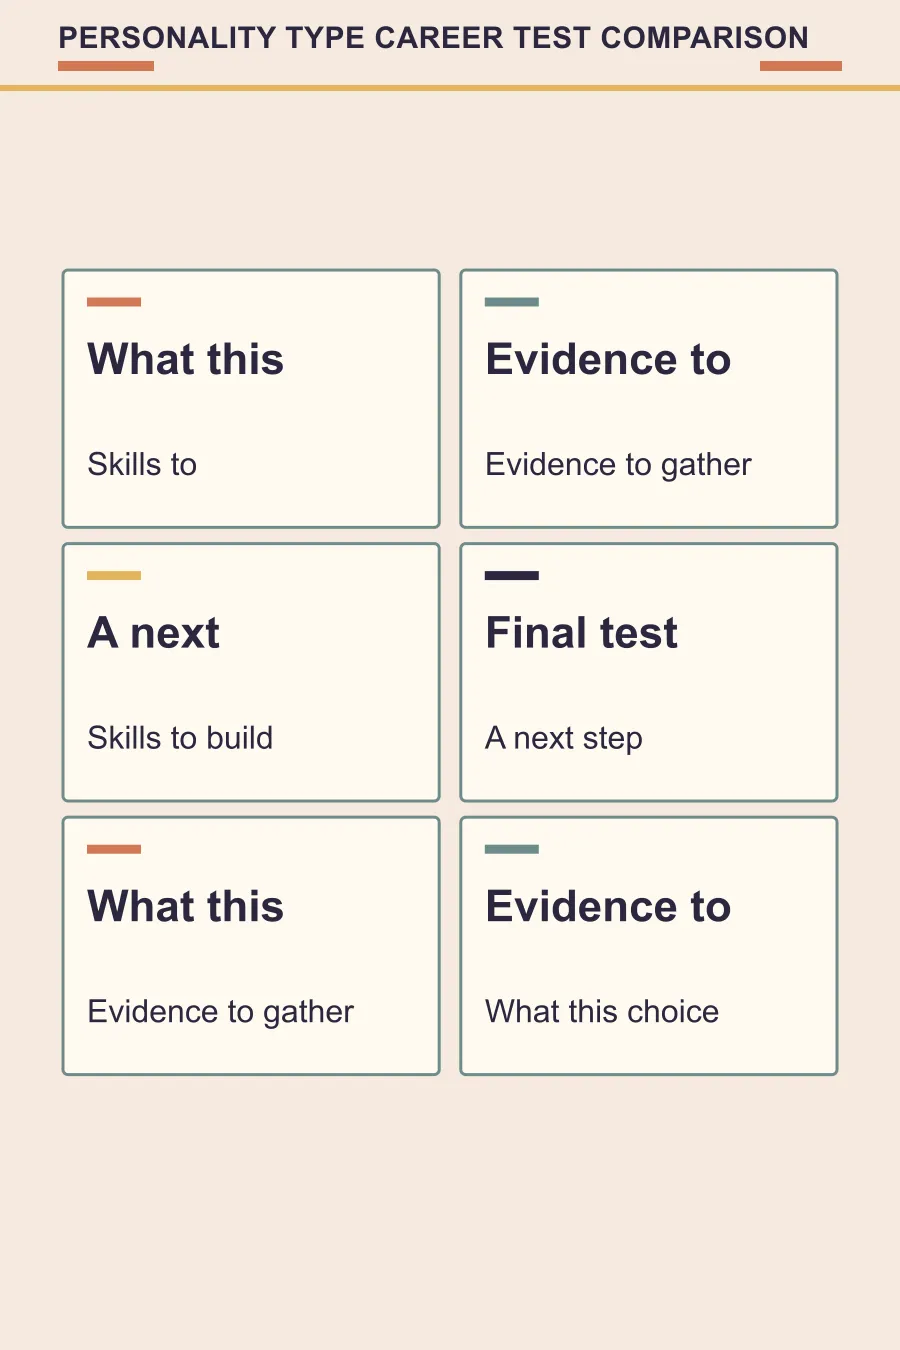 PERSONALITY TYPE CAREER TEST COMPARISON
What this
Skills to
Evidence to
Evidence to gather
A next
Skills to build
Final test
A next step
What this
Evidence to gather
Evidence to
What this choice